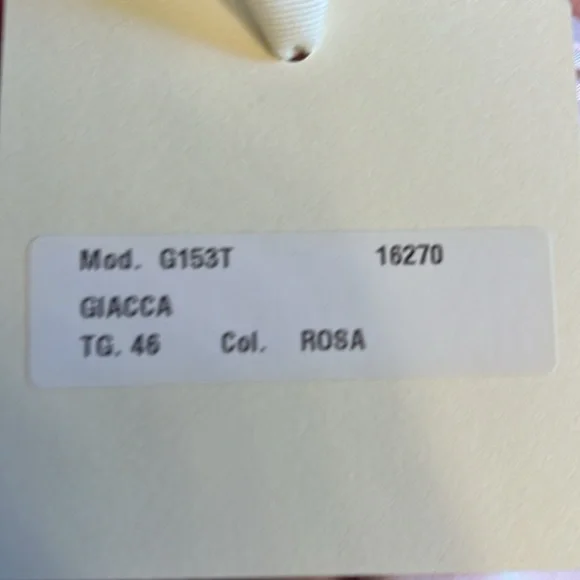 Mod. G153T 16270
GIACCA
TG. 46 Col. ROSA